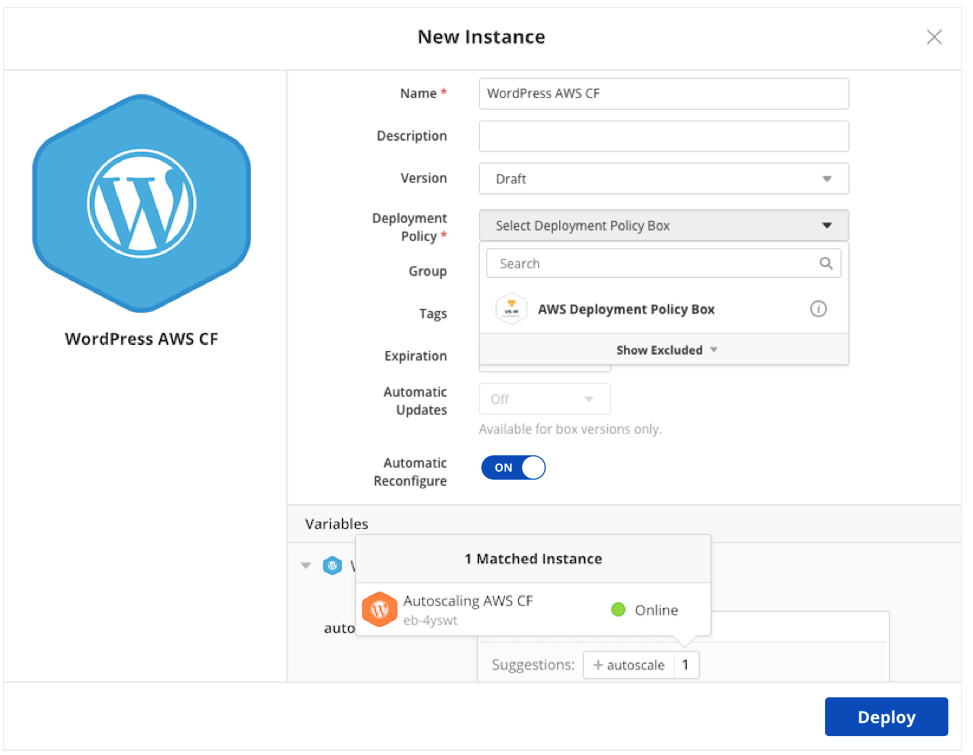 New Instance
WordPress AWS CF
Name *
WordPress AWS CF
Description
Version
Draft
Deployment
Policy *
Select Deployment Policy Box
Search
AWS Deployment Policy Box
Show Excluded
Group
Tags
Expiration
Automatic
Updates
Off
Available for box versions only.
Automatic
Reconfigure
ON
Variables
1 Matched Instance
Autoscaling AWS CF
eb-4yswt
Online
auto
Suggestions: + autoscale 1
Deploy